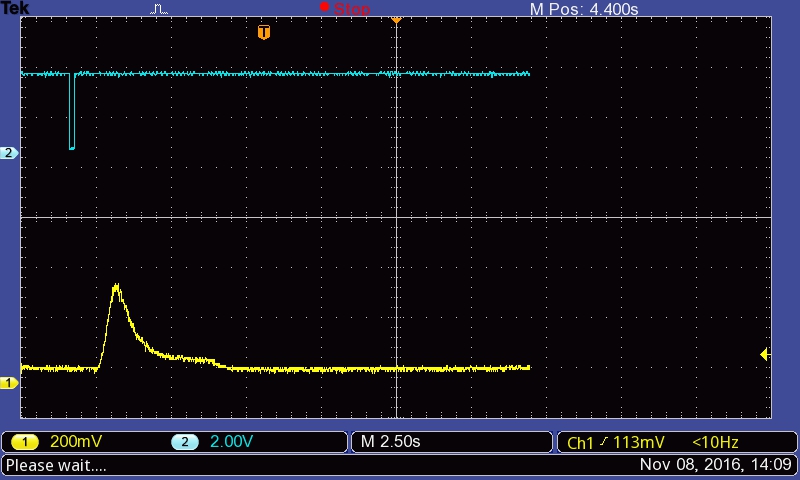 Tek Stop M Pos: 4.400s
T
2
1
1 200mV 2 2.00V M 2.50s Ch1 113mV <10Hz
Please wait.... Nov 08, 2016, 14:09